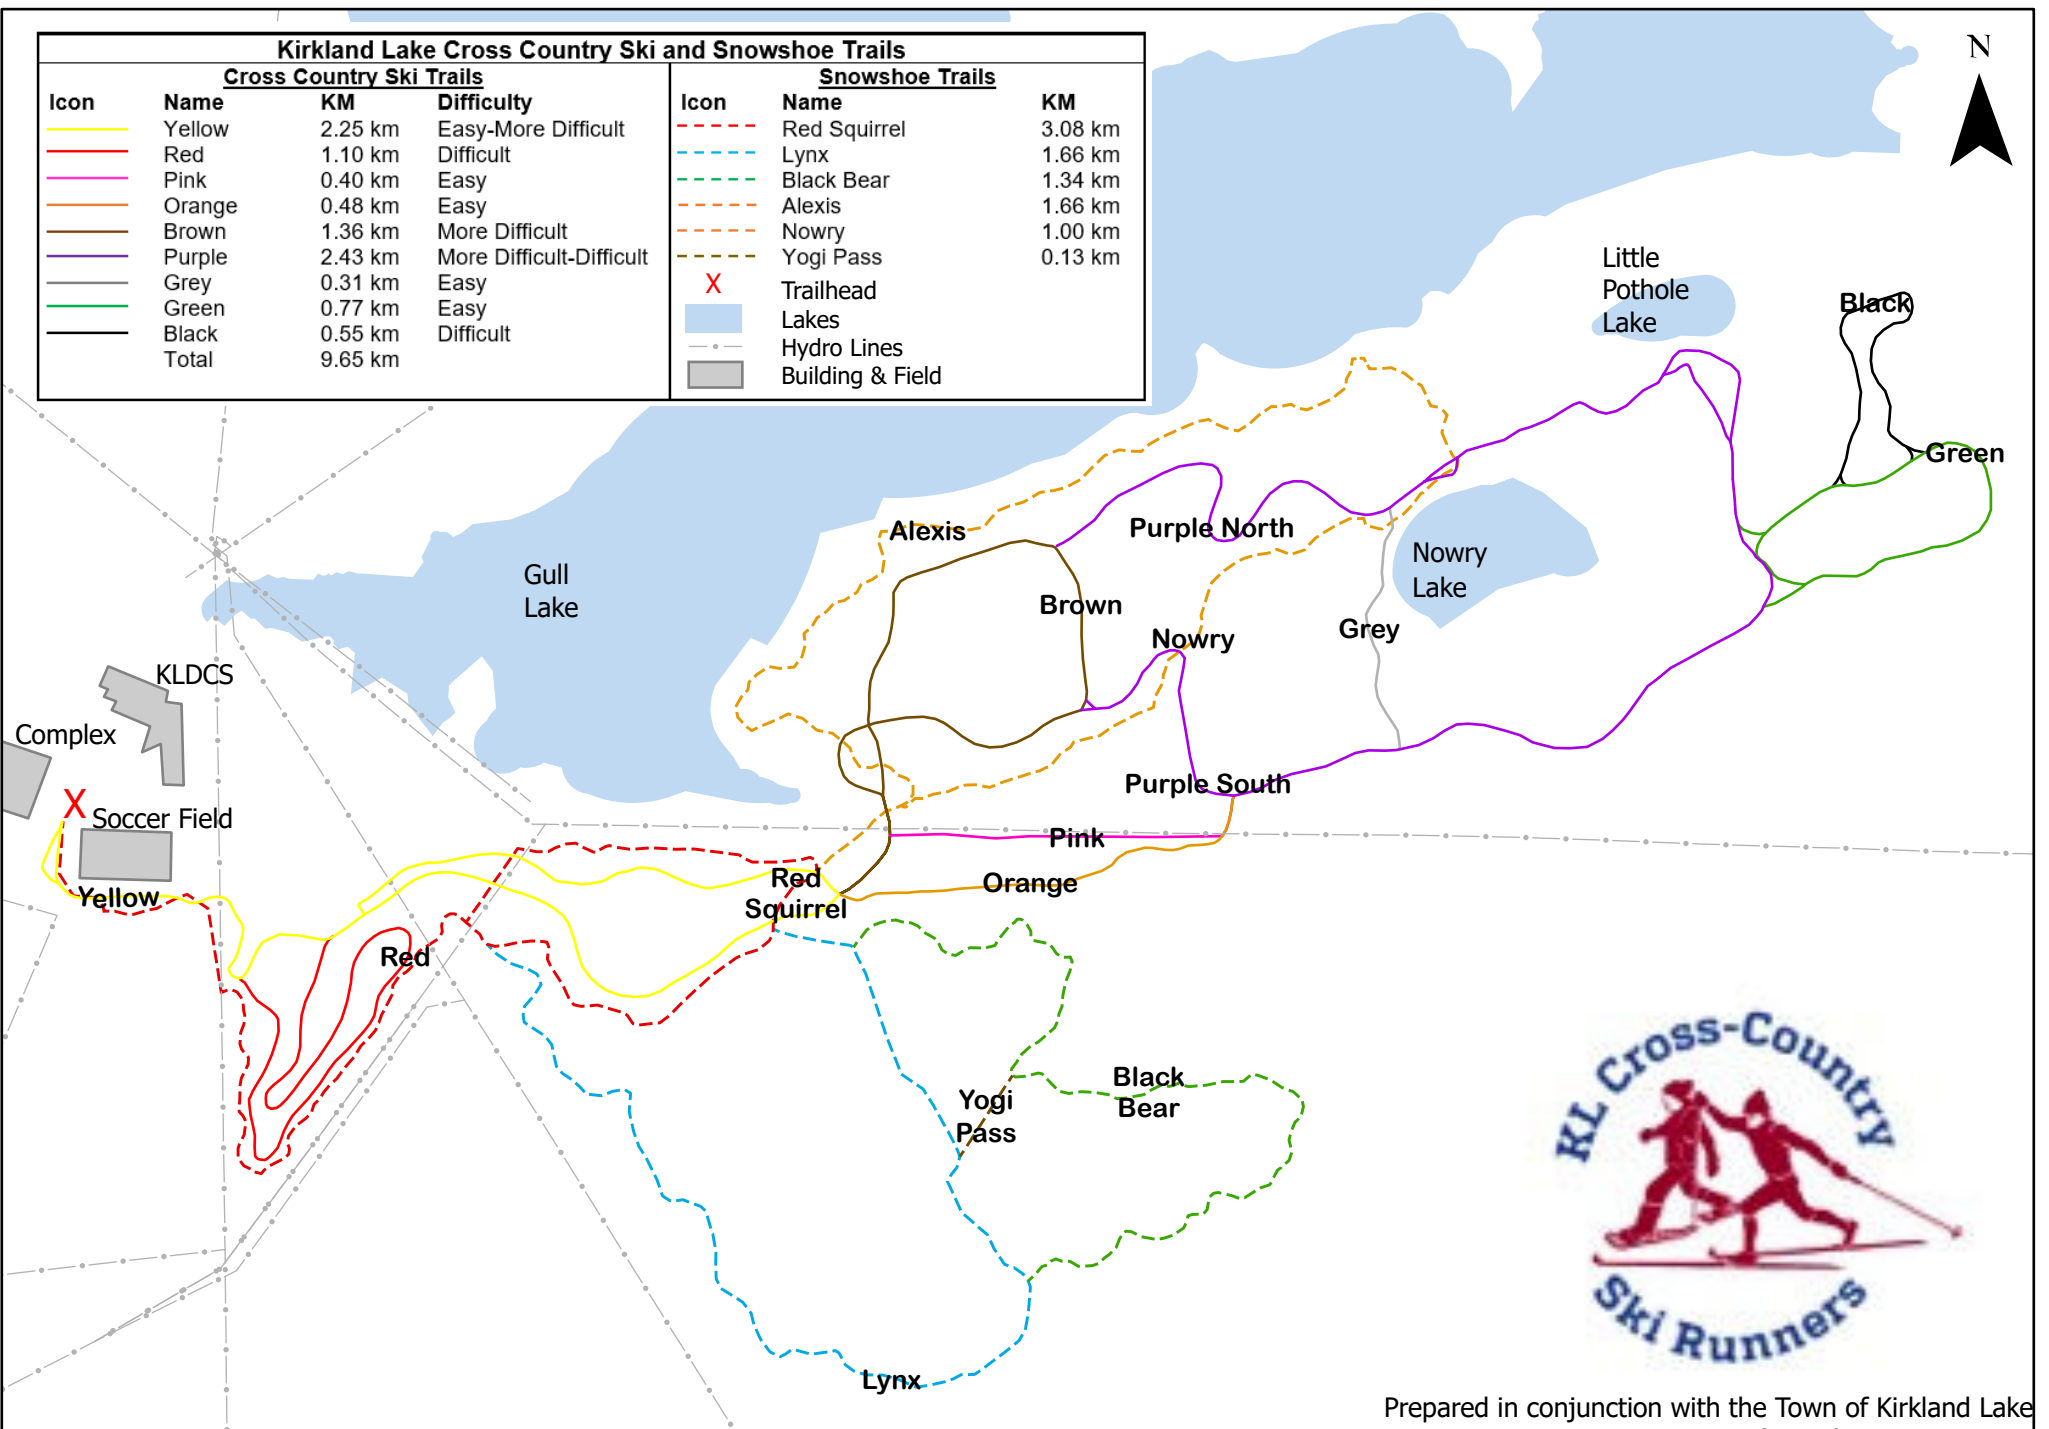 Kirkland Lake Cross Country Ski and Snowshoe Trails
Cross Country Ski Trails
Icon Name KM Difficulty
Yellow 2.25 km Easy-More Difficult
Red 1.10 km Difficult
Pink 0.40 km Easy
Orange 0.48 km Easy
Brown 1.36 km More Difficult
Purple 2.43 km More Difficult-Difficult
Grey 0.31 km Easy
Green 0.77 km Easy
Black 0.55 km Difficult
Total 9.65 km
Snowshoe Trails
Icon Name KM
Red Squirrel 3.08 km
Lynx 1.66 km
Black Bear 1.34 km
Alexis 1.66 km
Nowry 1.00 km
Yogi Pass 0.13 km
X Trailhead
Lakes
Hydro Lines
Building & Field
N
Little
Pothole
Lake
Black
Green
Alexis
Purple North
Nowry
Lake
Gull
Lake
Brown
Nowry
Grey
KLDCS
Complex
X
Soccer Field
Yellow
Purple South
Pink
Orange
Red
Squirrel
Red
Yogi
Pass
Black
Bear
Lynx
KL Cross-Country
Ski Runners
Prepared in conjunction with the Town of Kirkland Lake